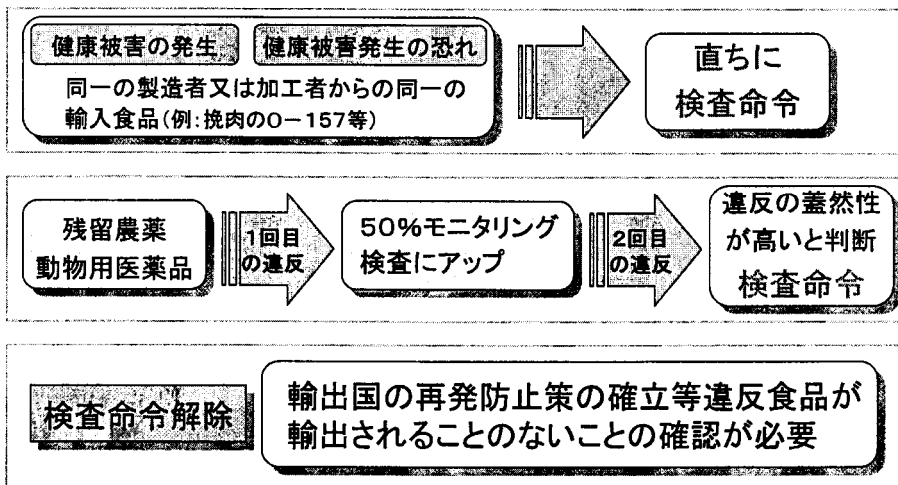 健康被害の発生
健康被害発生の恐れ
同一の製造者又は加工者からの同一の
輸入食品(例:挽肉のO-157等)
直ちに
検査命令
残留農薬
動物用医薬品
1回目
の違反
50%モニタリング
検査にアップ
2回目
の違反
違反の蓋然性
が高いと判断
検査命令
検査命令解除
輸出国の再発防止策の確立等違反食品が
輸出されることのないことの確認が必要